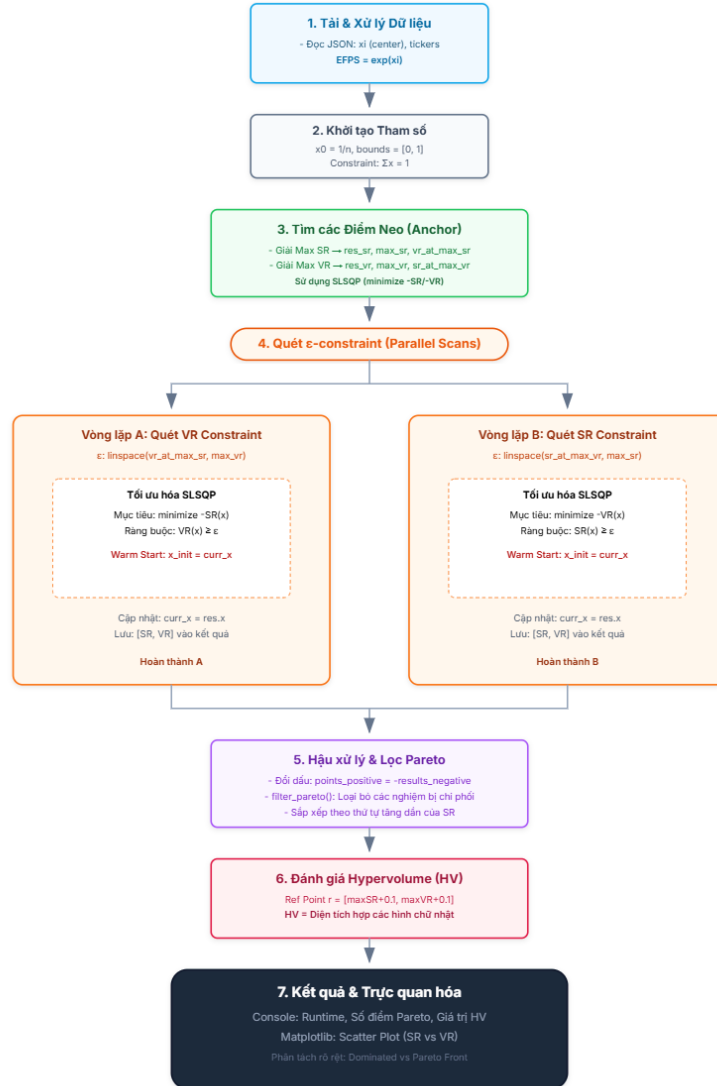 1. Tải & Xử lý Dữ liệu
- Đọc JSON: xi (center), tickers
EFPS = exp(xi)
2. Khởi tạo Tham số
x0 = 1/n, bounds = [0, 1]
Constraint: Σx = 1
3. Tìm các Điểm Neo (Anchor)
- Giải Max SR → res_sr, max_sr, vr_at_max_sr
- Giải Max VR → res_vr, max_vr, sr_at_max_vr
Sử dụng SLSQP (minimize -SR/-VR)
4. Quét ε-constraint (Parallel Scans)
Vòng lặp A: Quét VR Constraint
ε: linspace(vr_at_max_sr, max_vr)
Tối ưu hóa SLSQP
Mục tiêu: minimize -SR(x)
Ràng buộc: VR(x) ≥ ε
Warm Start: x_init = curr_x
Cập nhật: curr_x = res.x
Lưu: [SR, VR] vào kết quả
Hoàn thành A
Vòng lặp B: Quét SR Constraint
ε: linspace(sr_at_max_vr, max_sr)
Tối ưu hóa SLSQP
Mục tiêu: minimize -VR(x)
Ràng buộc: SR(x) ≥ ε
Warm Start: x_init = curr_x
Cập nhật: curr_x = res.x
Lưu: [SR, VR] vào kết quả
Hoàn thành B
5. Hậu xử lý & Lọc Pareto
- Đổi dấu: points_positive = -results_negative
- filter_pareto(): Loại bỏ các nghiệm bị chi phối
- Sắp xếp theo thứ tự tăng dần của SR
6. Đánh giá Hypervolume (HV)
Ref Point r = [maxSR+0.1, maxVR+0.1]
HV = Diện tích hợp các hình chữ nhật
7. Kết quả & Trực quan hóa
Console: Runtime, Số điểm Pareto, Giá trị HV
Matplotlib: Scatter Plot (SR vs VR)
Phân tách rõ rệt: Dominated vs Pareto Front